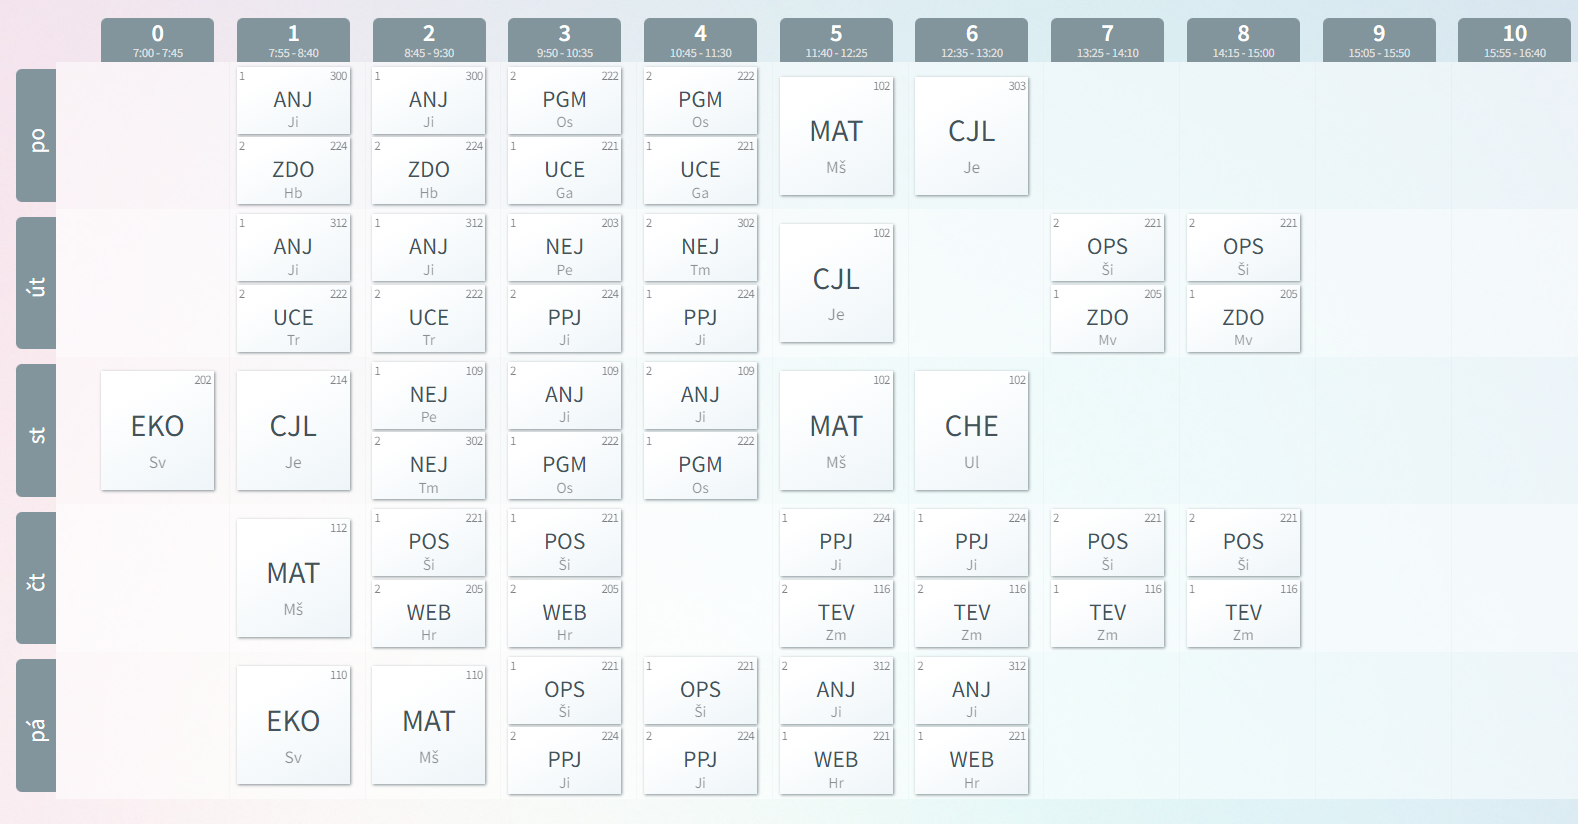 0 1 2 3 4 5 6 7 8 9 10
7:00 - 7:45 7:55 - 8:40 8:45 - 9:30 9:50 - 10:35 10:45 - 11:30 11:40 - 12:25 12:35 - 13:20 13:25 - 14:10 14:15 - 15:00 15:05 - 15:50 15:55 - 16:40
po
1 300 1 300 2 222 2 222 102 303
ANJ ANJ PGM PGM MAT CJL
Ji Ji Os Os Mš Je
2 224 2 224 1 221 1 221
ZDO ZDO UCE UCE
Hb Hb Ga Ga
út
1 312 1 312 1 203 2 302 102 2 221 2 221
ANJ ANJ NEJ NEJ CJL OPS OPS
Ji Ji Pe Tm Je Ši Ši
2 222 2 222 2 224 1 224 1 205 1 205
UCE UCE PPJ PPJ ZDO ZDO
Tr Tr Ji Ji Mv Mv
st
202 214 1 109 2 109 2 109 102 102
EKO CJL NEJ ANJ ANJ MAT CHE
Sv Je Pe Ji Ji Mš Ul
2 302 1 222 1 222
NEJ PGM PGM
Tm Os Os
čt
112 1 221 1 221 1 224 1 224 2 221 2 221
MAT POS POS PPJ PPJ POS POS
Mš Ši Ši Ji Ji Ši Ši
2 205 2 205 2 116 2 116 1 116 1 116
WEB WEB TEV TEV TEV TEV
Hr Hr Zm Zm Zm Zm
pá
110 110 1 221 1 221 2 312 2 312
EKO MAT OPS OPS ANJ ANJ
Sv Mš Ši Ši Ji Ji
2 224 2 224 1 221 1 221
PPJ PPJ WEB WEB
Ji Ji Hr Hr